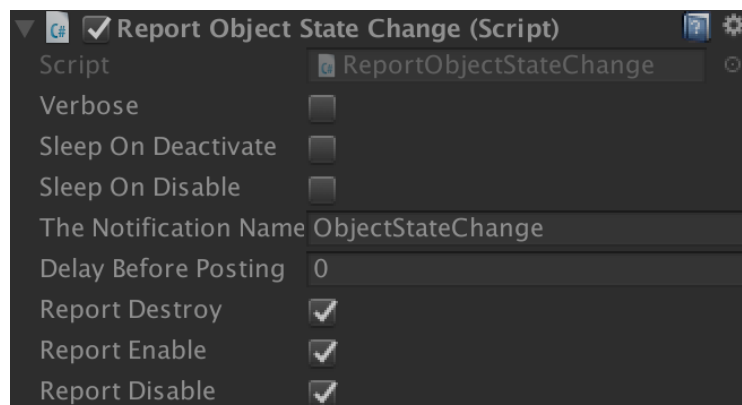 C# Report Object State Change (Script) ?
Script C# ReportObjectStateChange
Verbose
Sleep On Deactivate
Sleep On Disable
The Notification Name ObjectStateChange
Delay Before Posting 0
Report Destroy
Report Enable
Report Disable